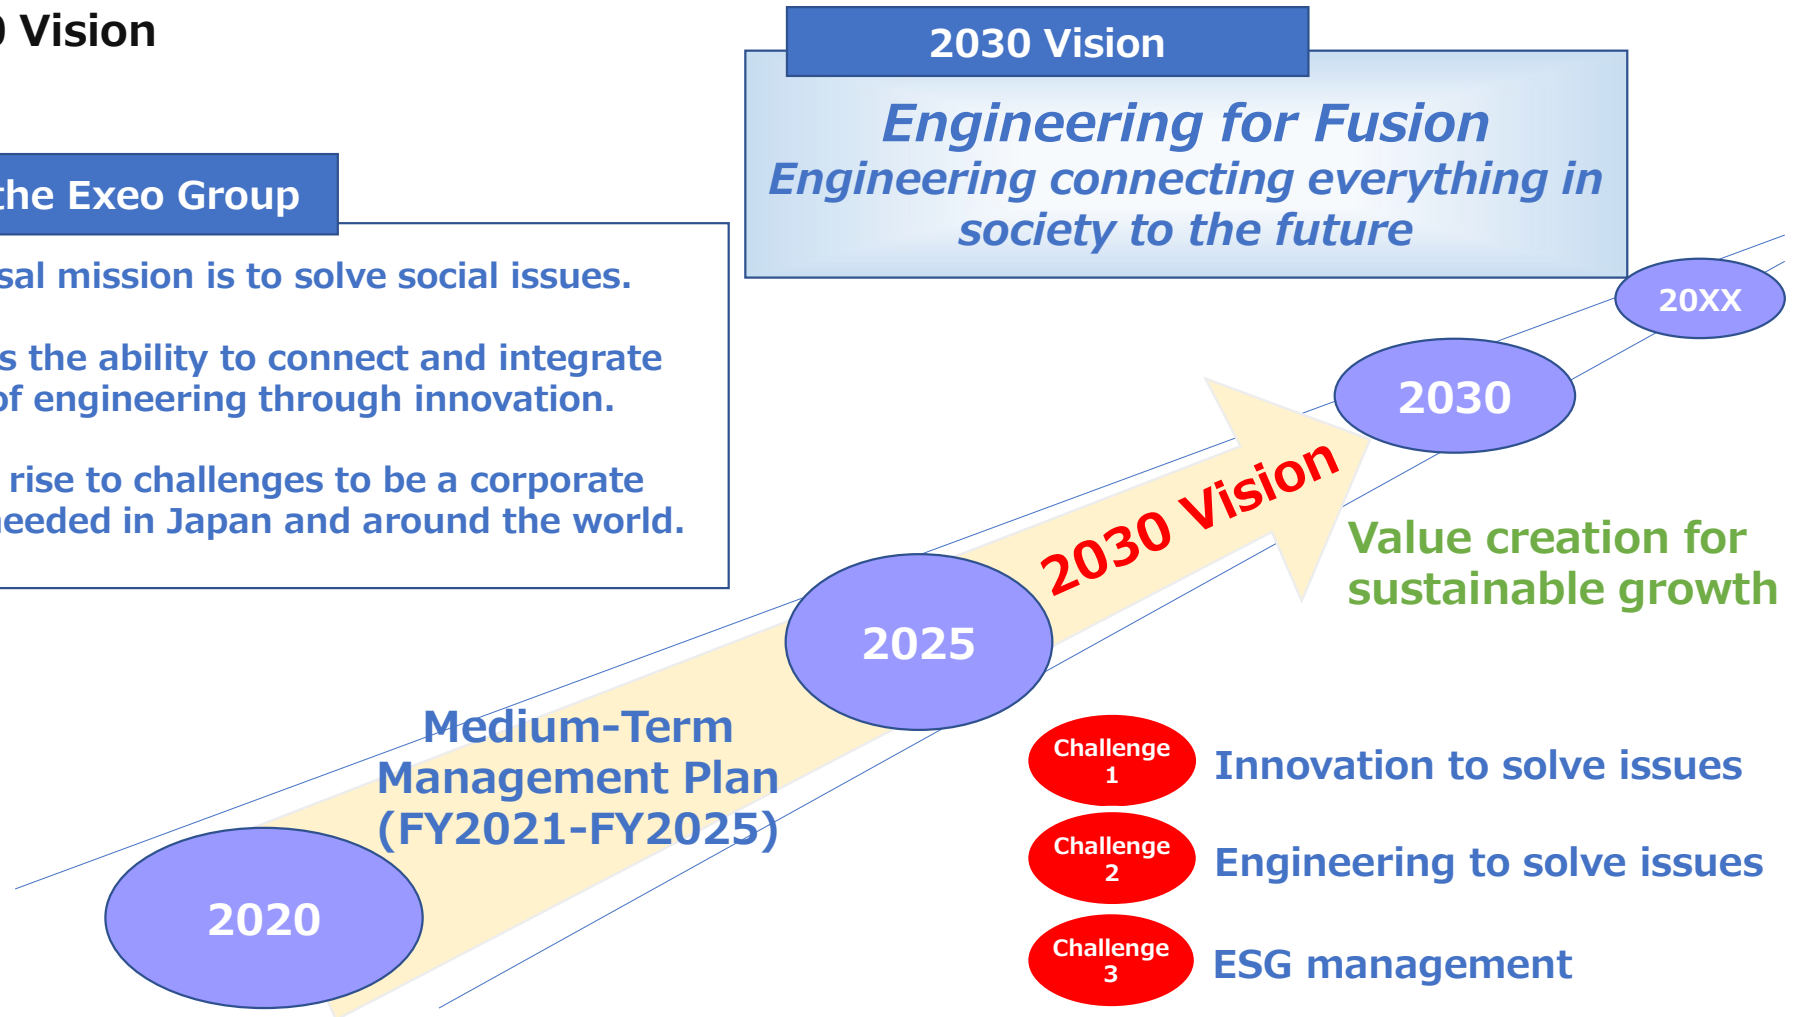 0 Vision
2030 Vision
Engineering for Fusion
Engineering connecting everything in
society to the future
the Exeo Group
sal mission is to solve social issues.
s the ability to connect and integrate
of engineering through innovation.
rise to challenges to be a corporate
needed in Japan and around the world.
20XX
2030
2030 Vision
Value creation for
sustainable growth
2025
Medium-Term
Management Plan
(FY2021-FY2025)
2020
Challenge
1
Innovation to solve issues
Challenge
2
Engineering to solve issues
Challenge
3
ESG management